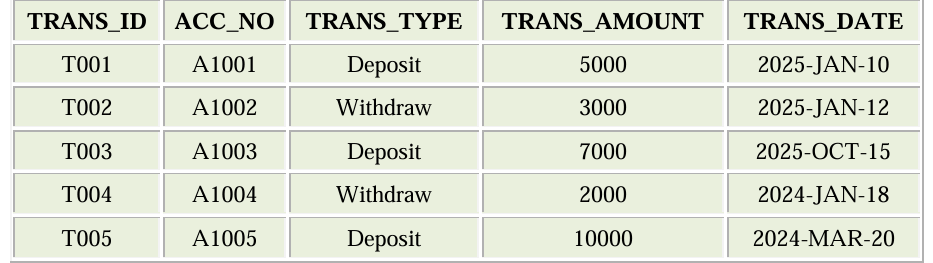 TRANS_ID ACC_NO TRANS_TYPE TRANS_AMOUNT TRANS_DATE
T001 A1001 Deposit 5000 2025-JAN-10
T002 A1002 Withdraw 3000 2025-JAN-12
T003 A1003 Deposit 7000 2025-OCT-15
T004 A1004 Withdraw 2000 2024-JAN-18
T005 A1005 Deposit 10000 2024-MAR-20